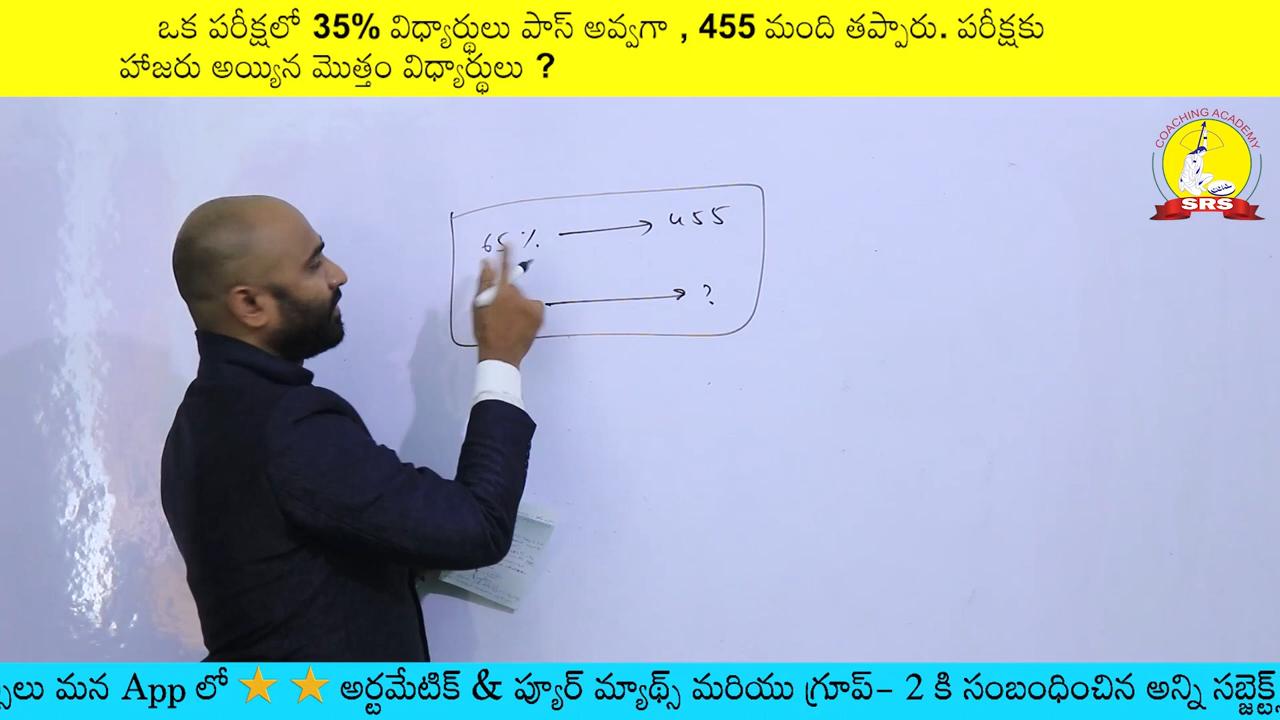 ఒక పరీక్షలో 35% విధ్యార్థులు పాస్ అవ్వగా , 455 మంది తప్పారు. పరీక్షకు
హాజరు అయ్యిన మొత్తం విధ్యార్థులు ?
COACHING ACADEMY
SRS
65% → 455
→ ?
మన App లో ⭐ ⭐ అర్థమేటిక్ & ప్యూర్ మ్యాథ్స్ మరియు గ్రూప్- 2 కి సంబంధించిన అన్ని